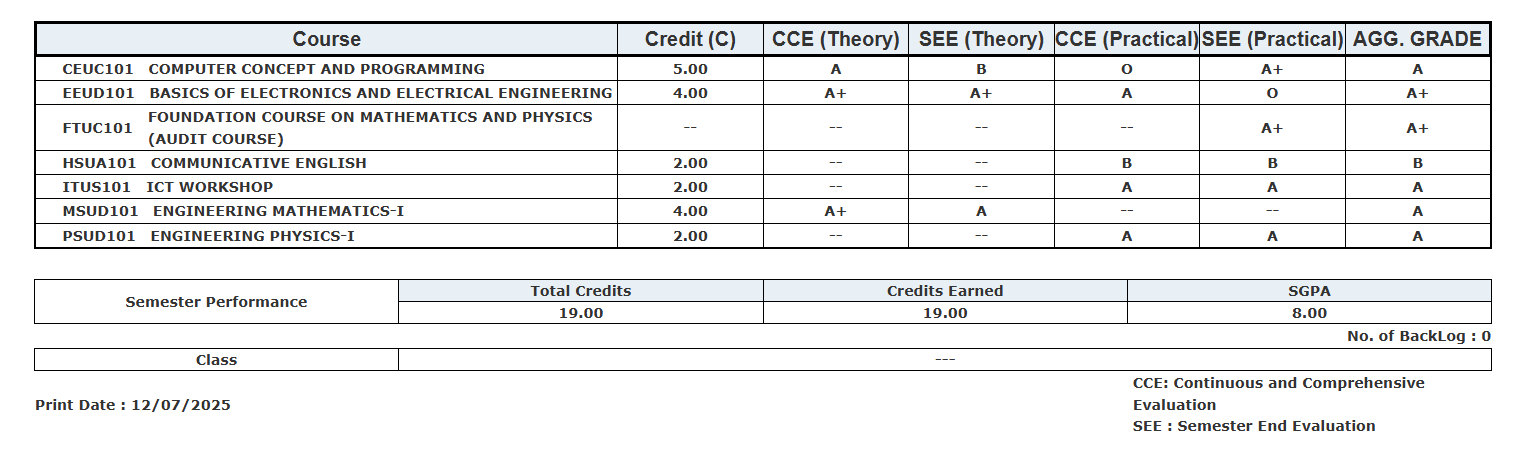 Course Credit (C) CCE (Theory) SEE (Theory) CCE (Practical) SEE (Practical) AGG. GRADE
CEUC101 COMPUTER CONCEPT AND PROGRAMMING 5.00 A B O A+ A
EEUD101 BASICS OF ELECTRONICS AND ELECTRICAL ENGINEERING 4.00 A+ A+ A O A+
FTUC101 FOUNDATION COURSE ON MATHEMATICS AND PHYSICS
(AUDIT COURSE) -- -- -- -- A+ A+
HSUA101 COMMUNICATIVE ENGLISH 2.00 -- -- B B B
ITUS101 ICT WORKSHOP 2.00 -- -- A A A
MSUD101 ENGINEERING MATHEMATICS-I 4.00 A+ A -- -- A
PSUD101 ENGINEERING PHYSICS-I 2.00 -- -- A A A
Semester Performance
Total Credits Credits Earned SGPA
19.00 19.00 8.00
No. of BackLog : 0
Class ---
Print Date : 12/07/2025
CCE: Continuous and Comprehensive
Evaluation
SEE : Semester End Evaluation